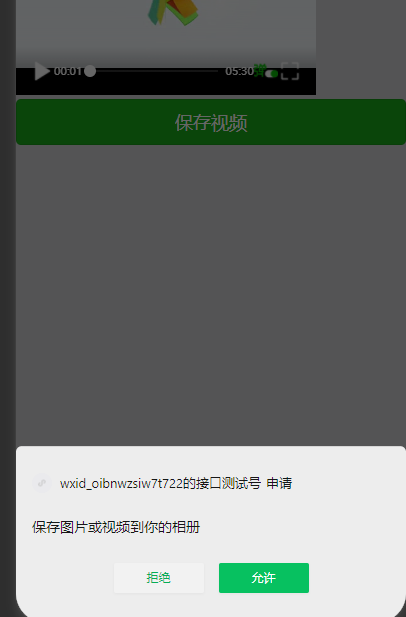 00:01 05:30 弹
保存视频
wxid_oibnwzsiw7t722的接口测试号 申请
保存图片或视频到你的相册
拒绝 允许